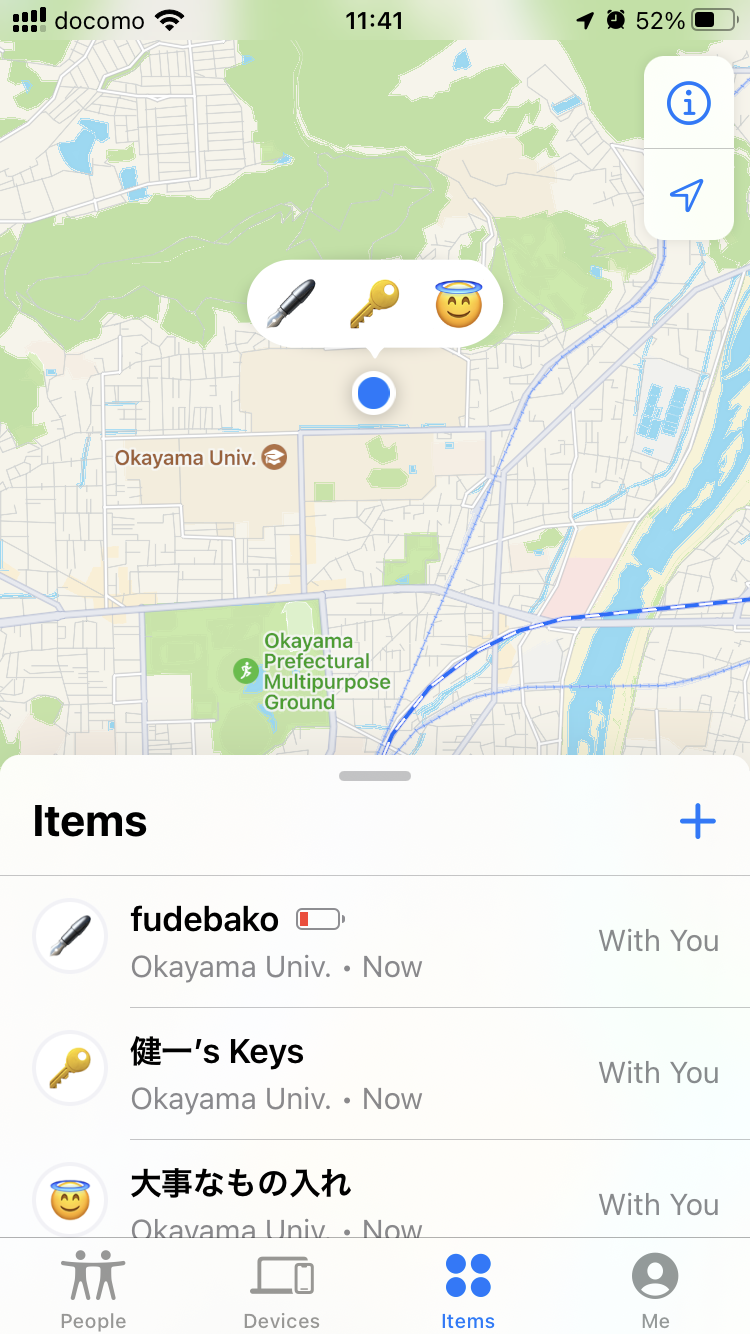 docomo 11:41 52%
Okayama Univ.
Okayama
Prefectural
Multipurpose
Ground
Items
fudebako
With You
Okayama Univ. • Now
健一’s Keys
With You
Okayama Univ. • Now
大事なもの入れ
With You
Okayama Univ. • Now
People Devices Items Me